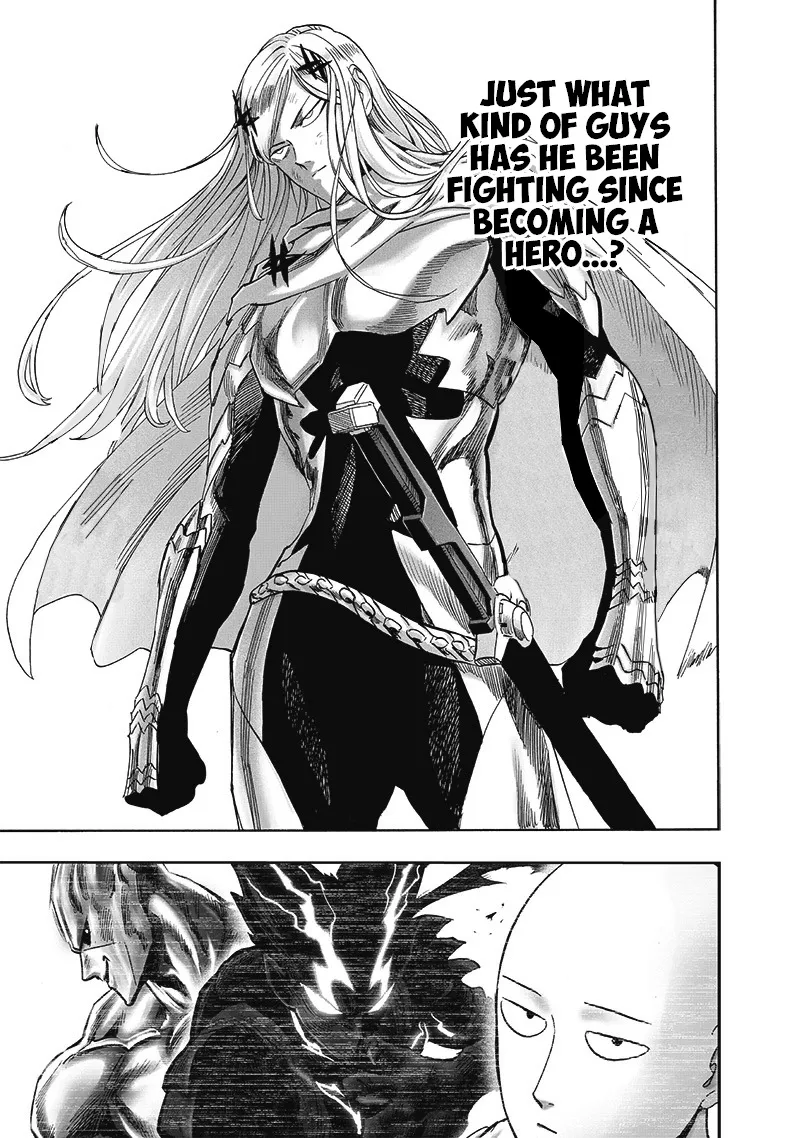 JUST WHAT
KIND OF GUYS
HAS HE BEEN
FIGHTING SINCE
BECOMING A
HERO...?